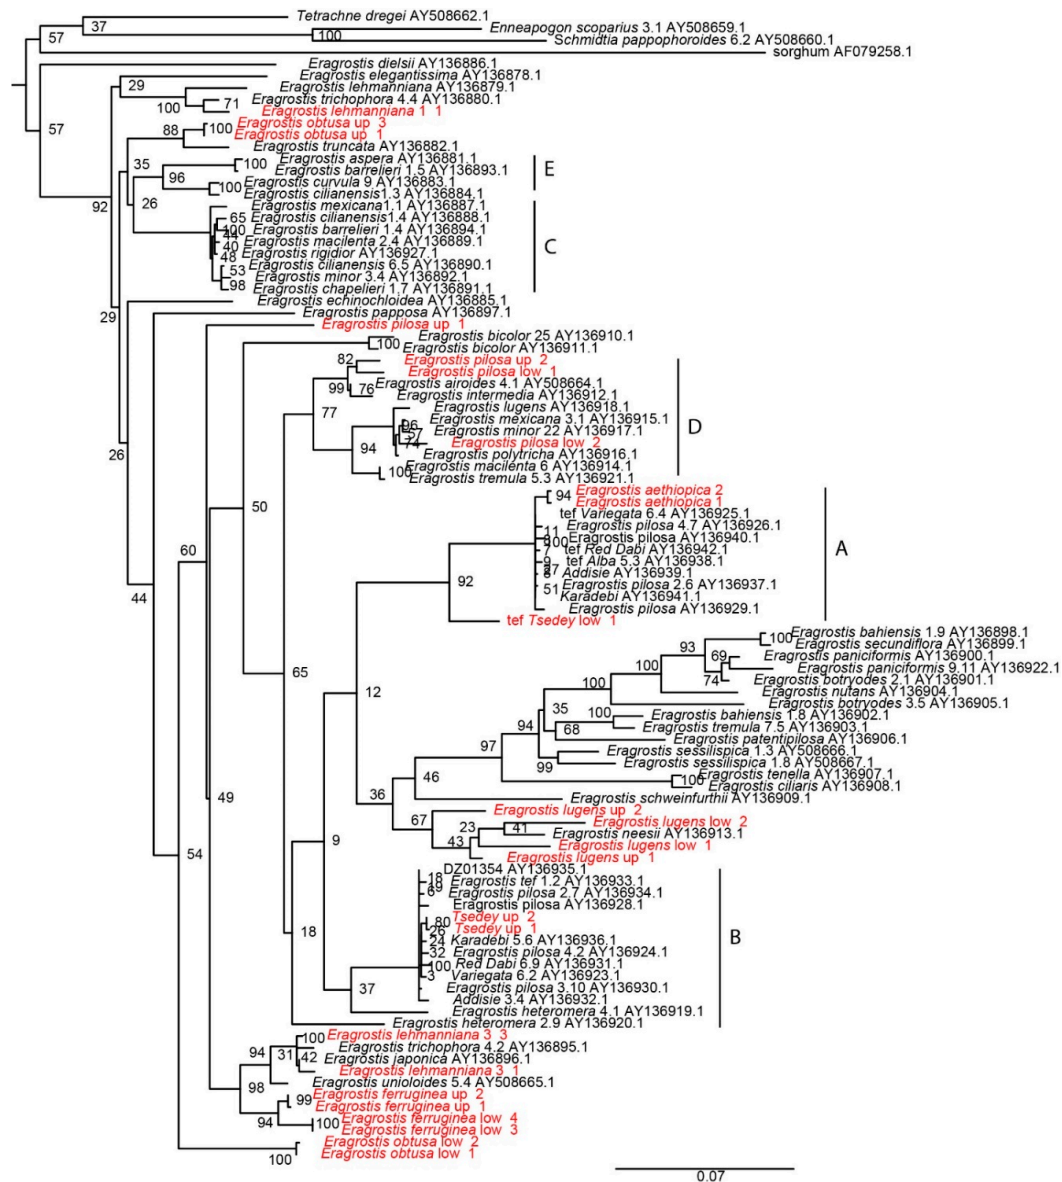 Tetrachne dregei AY508662.1
37
Enneapogon scoparius 3.1 AY508659.1
57
100
Schmidtia pappophoroides 6.2 AY508660.1
sorghum AF079258.1
Eragrostis dielsii AY136886.1
Eragrostis elegantissima AY136878.1
29
Eragrostis lehmanniana AY136879.1
Eragrostis trichophora 4.4 AY136880.1
100
71
Eragrostis lehmanniana 1 1
Eragrostis obtusa up 3
57
88
100
Eragrostis obtusa up 1
Eragrostis truncata AY136882.1
35
Eragrostis aspera AY136881.1
100
Eragrostis barrelieri 1.5 AY136893.1
E
96
Eragrostis curvula 9 AY136883.1
100
Eragrostis cilianensis1.3 AY136884.1
92
26
Eragrostis mexicana1.1 AY136887.1
65
Eragrostis cilianensis1.4 AY136888.1
100
Eragrostis barrelieri 1.4 AY136894.1
44
Eragrostis macilenta 2.4 AY136889.1
40
C
Eragrostis rigidior AY136927.1
48
Eragrostis cilianensis 6.5 AY136890.1
53
Eragrostis minor 3.4 AY136892.1
98
Eragrostis chapelieri 1.7 AY136891.1
Eragrostis echinochloidea AY136885.1
29
Eragrostis papposa AY136897.1
Eragrostis pilosa up 1
Eragrostis bicolor 25 AY136910.1
100
Eragrostis bicolor AY136911.1
82
Eragrostis pilosa up 2
Eragrostis pilosa low 1
Eragrostis airoides 4.1 AY508664.1
99
76
Eragrostis intermedia AY136912.1
77
Eragrostis lugens AY136918.1
Eragrostis mexicana 3.1 AY136915.1
96
D
Eragrostis minor 22 AY136917.1
57
74
Eragrostis pilosa low 2
94
26
Eragrostis polytricha AY136916.1
Eragrostis macilenta 6 AY136914.1
100
Eragrostis tremula 5.3 AY136921.1
Eragrostis aethiopica 2
94
Eragrostis aethiopica 1
50
tef Variegata 6.4 AY136925.1
Eragrostis pilosa 4.7 AY136926.1
11
Eragrostis pilosa AY136940.1
100
tef Red Dabi AY136942.1
7
A
60
tef Alba 5.3 AY136938.1
9
27
Addisie AY136939.1
92
Eragrostis pilosa 2.6 AY136937.1
51
Karadebi AY136941.1
44
Eragrostis pilosa AY136929.1
tef Tsedey low 1
Eragrostis bahiensis 1.9 AY136898.1
93
100
Eragrostis secundiflora AY136899.1
69
Eragrostis paniciformis AY136900.1
100
Eragrostis paniciformis 9.11 AY136922.1
65
74
Eragrostis botryodes 2.1 AY136901.1
100
Eragrostis nutans AY136904.1
12
Eragrostis botryodes 3.5 AY136905.1
35
100
Eragrostis bahiensis 1.8 AY136902.1
94
68
Eragrostis tremula 7.5 AY136903.1
Eragrostis patentipilosa AY136906.1
97
Eragrostis sessilispica 1.3 AY508666.1
99
Eragrostis sessilispica 1.8 AY508667.1
46
Eragrostis tenella AY136907.1
100
Eragrostis ciliaris AY136908.1
36
49
Eragrostis schweinfurthii AY136909.1
Eragrostis lugens up 2
67
23
Eragrostis lugens low 2
41
Eragrostis neesii AY136913.1
43
9
Eragrostis lugens low 1
54
Eragrostis lugens up 1
DZ01354 AY136935.1
18
Eragrostis tef 1.2 AY136933.1
19
6
Eragrostis pilosa 2.7 AY136934.1
Eragrostis pilosa AY136928.1
80
Tsedey up 2
26
Tsedey up 1
18
24
Karadebi 5.6 AY136936.1
B
32
Eragrostis pilosa 4.2 AY136924.1
100
Red Dabi 6.9 AY136931.1
3
Variegata 6.2 AY136923.1
37
Eragrostis pilosa 3.10 AY136930.1
Addisie 3.4 AY136932.1
Eragrostis heteromera 4.1 AY136919.1
Eragrostis heteromera 2.9 AY136920.1
100
Eragrostis lehmanniana 3 3
94
Eragrostis trichophora 4.2 AY136895.1
31
42
Eragrostis japonica AY136896.1
Eragrostis lehmanniana 3 1
98
Eragrostis unioloides 5.4 AY508665.1
Eragrostis ferruginea up 2
99
Eragrostis ferruginea up 1
94
Eragrostis ferruginea low 4
100
Eragrostis ferruginea low 3
Eragrostis obtusa low 2
100
Eragrostis obtusa low 1
0.07